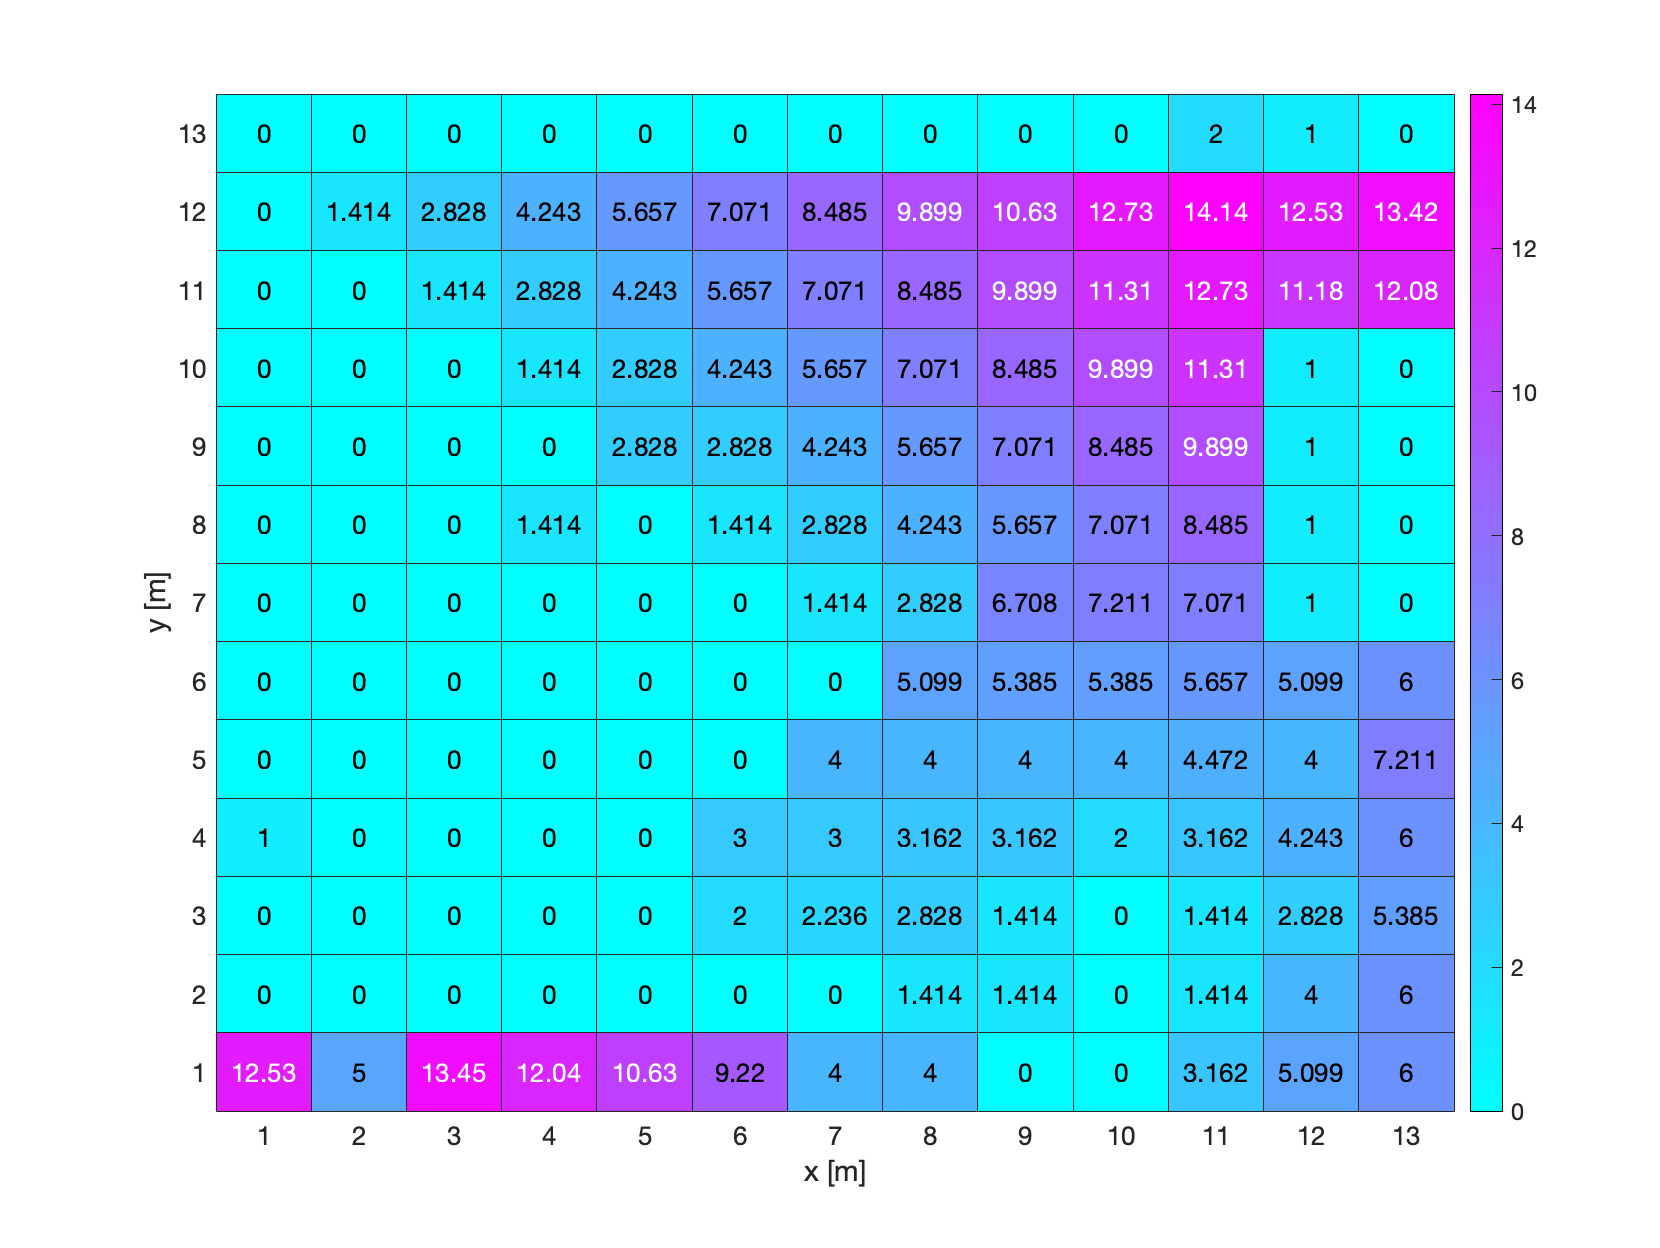 14
13 0 0 0 0 0 0 0 0 0 0 2 1 0
12 0 1.414 2.828 4.243 5.657 7.071 8.485 9.899 10.63 12.73 14.14 12.53 13.42
12
11 0 0 1.414 2.828 4.243 5.657 7.071 8.485 9.899 11.31 12.73 11.18 12.08
10 0 0 0 1.414 2.828 4.243 5.657 7.071 8.485 9.899 11.31 1 0
10
9 0 0 0 0 2.828 2.828 4.243 5.657 7.071 8.485 9.899 1 0
8 0 0 0 1.414 0 1.414 2.828 4.243 5.657 7.071 8.485 1 0
8
y [m]
7 0 0 0 0 0 0 1.414 2.828 6.708 7.211 7.071 1 0
6 0 0 0 0 0 0 0 5.099 5.385 5.385 5.657 5.099 6
6
5 0 0 0 0 0 0 4 4 4 4 4.472 4 7.211
4
4 1 0 0 0 0 3 3 3.162 3.162 2 3.162 4.243 6
3 0 0 0 0 0 2 2.236 2.828 1.414 0 1.414 2.828 5.385
2
2 0 0 0 0 0 0 0 1.414 1.414 0 1.414 4 6
1 12.53 5 13.45 12.04 10.63 9.22 4 4 0 0 3.162 5.099 6
0
1 2 3 4 5 6 7 8 9 10 11 12 13
x [m]